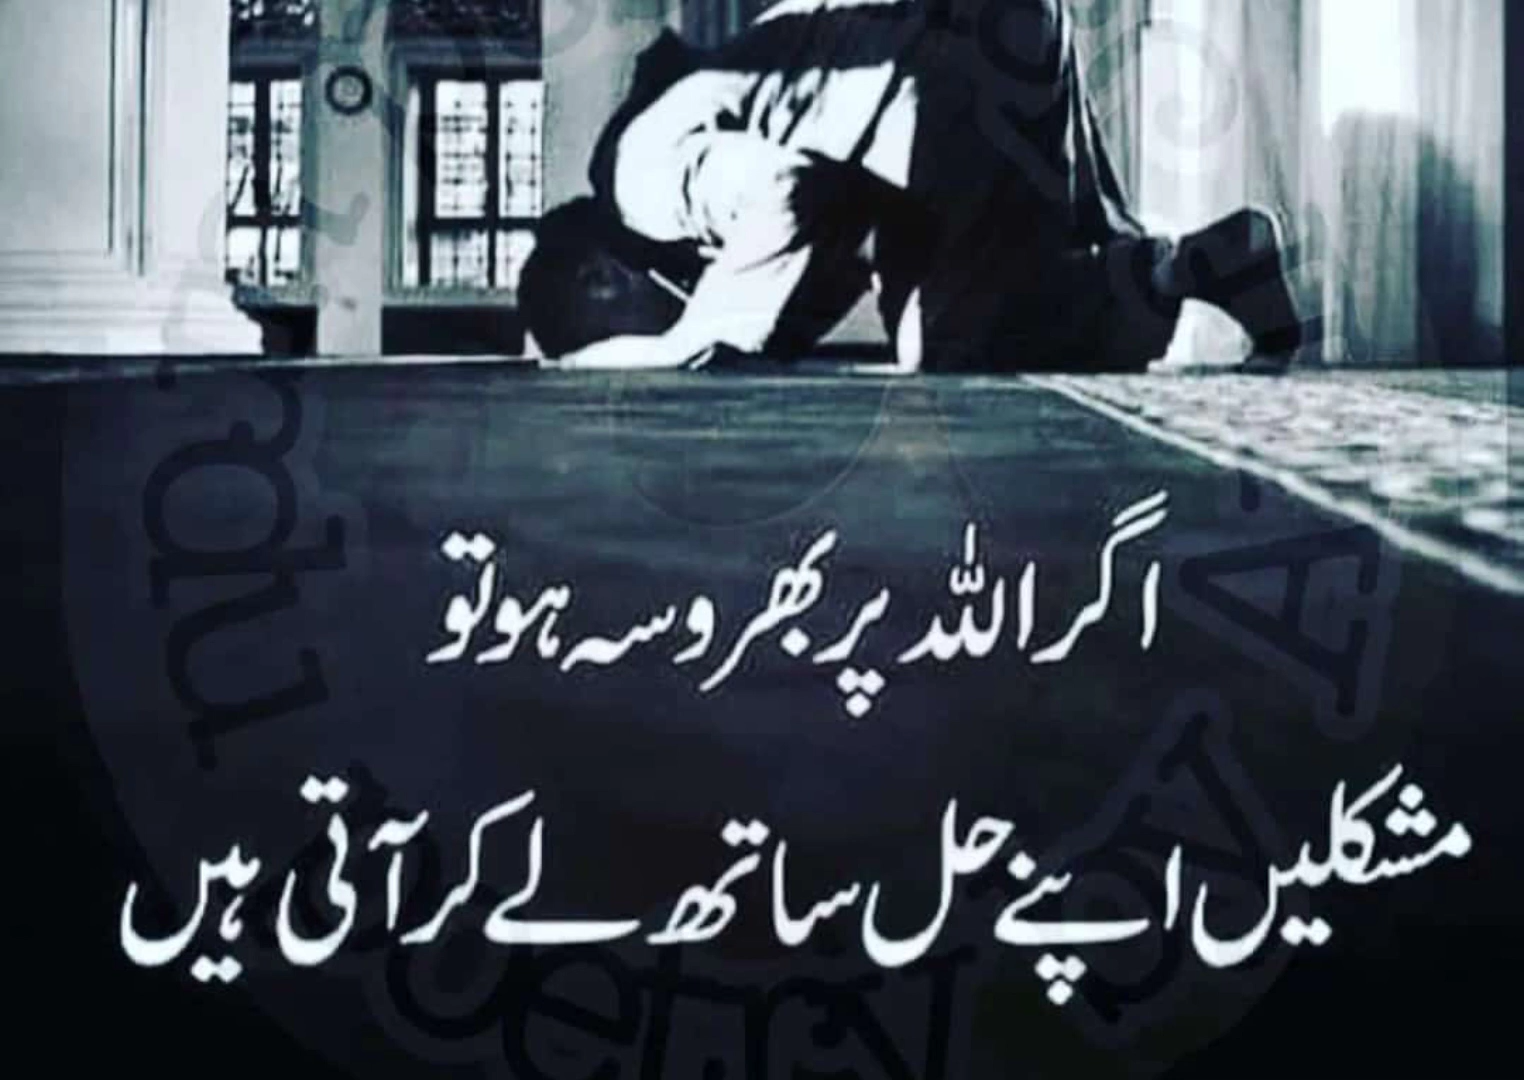 اگر اللہ پر بھروسہ ہو تو
مشکلیں اپنے حل ساتھ لے کر آتی ہیں